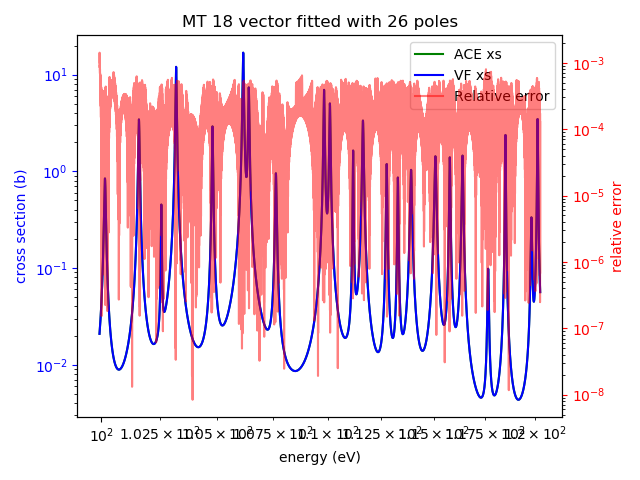 MT 18 vector fitted with 26 poles
ACE xs
VF xs
Relative error
10¹
10⁰
10⁻¹
10⁻²
cross section (b)
10⁻³
10⁻⁴
10⁻⁵
10⁻⁶
10⁻⁷
10⁻⁸
relative error
10² 1.025 × 10² 1.05 × 10² 1.075 × 10² 1.1 × 10² 1.125 × 10² 1.15 × 10² 1.175 × 10² 1.2 × 10²
energy (eV)